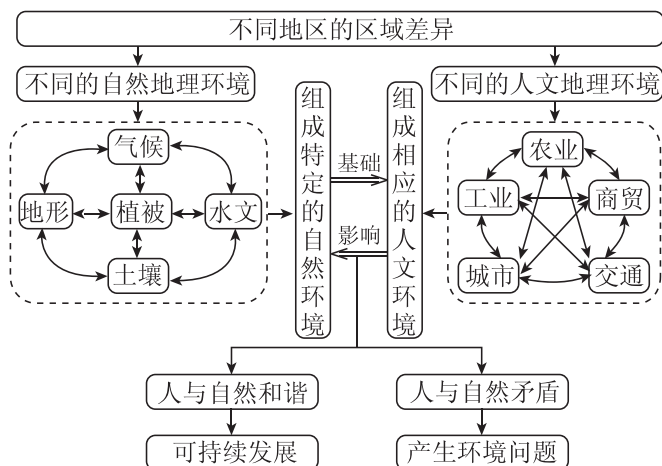 不同地区的区域差异
不同的自然地理环境
不同的人文地理环境
气候
地形
植被
水文
土壤
组成特定的自然环境
基础
影响
组成相应的人文环境
农业
工业
商贸
城市
交通
人与自然和谐
人与自然矛盾
可持续发展
产生环境问题